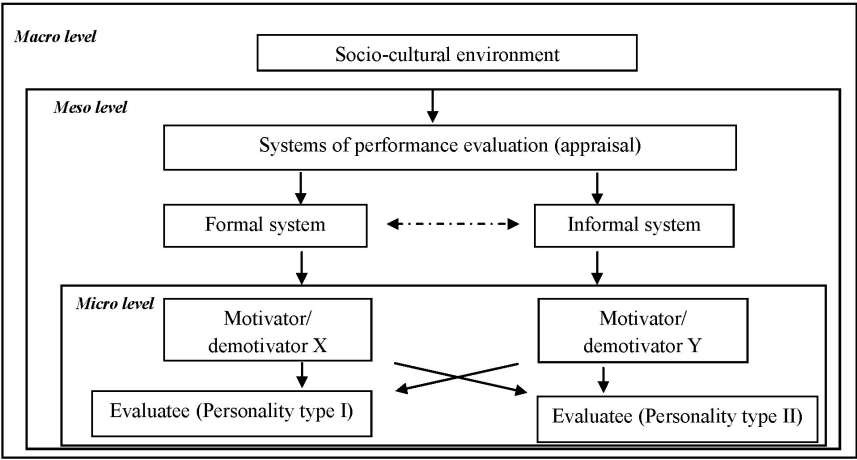 Macro level
Socio-cultural environment
Meso level
Systems of performance evaluation (appraisal)
Formal system
Informal system
Micro level
Motivator/
demotivator X
Motivator/
demotivator Y
Evaluatee (Personality type I)
Evaluatee (Personality type II)